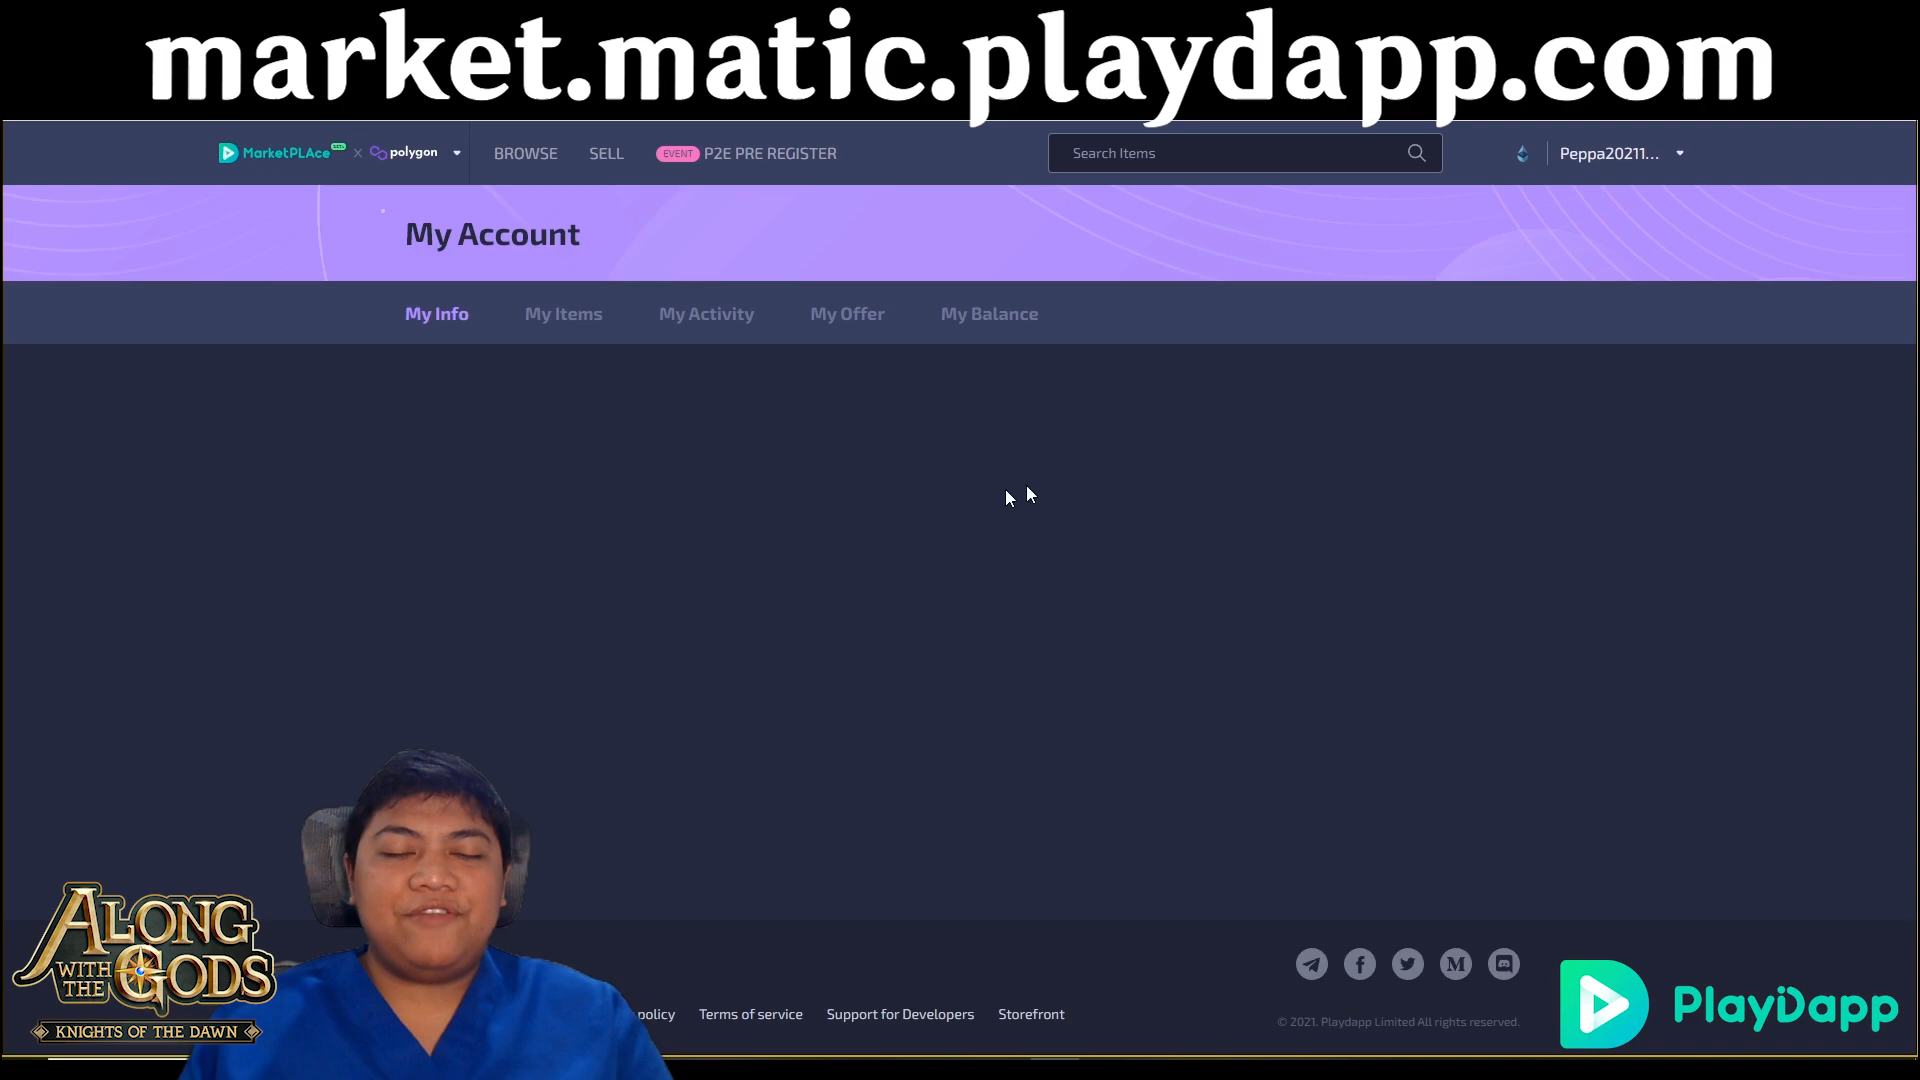 market.matic.playdapp.com
MarketPLAce BETA × polygon BROWSE SELL EVENT P2E PRE REGISTER Search Items Peppa20211...
My Account
My Info My Items My Activity My Offer My Balance
ALONG
WITH THE GODS
KNIGHTS OF THE DAWN
policy Terms of service Support for Developers Storefront
© 2021. Playdapp Limited All rights reserved.
PlayDapp